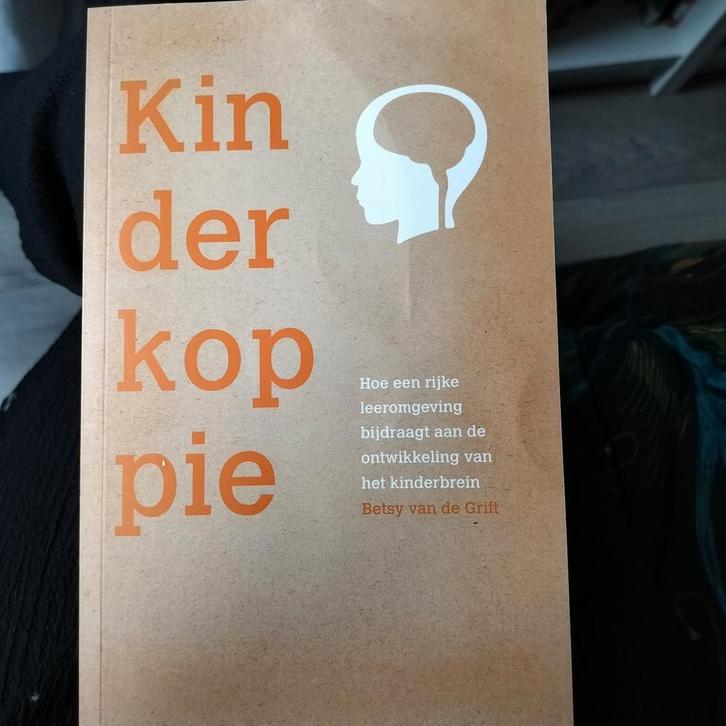 Kin
der
kop
pie
Hoe een rijke
leeromgeving
bijdraagt aan de
ontwikkeling van
het kinderbrein
Betsy van de Grift